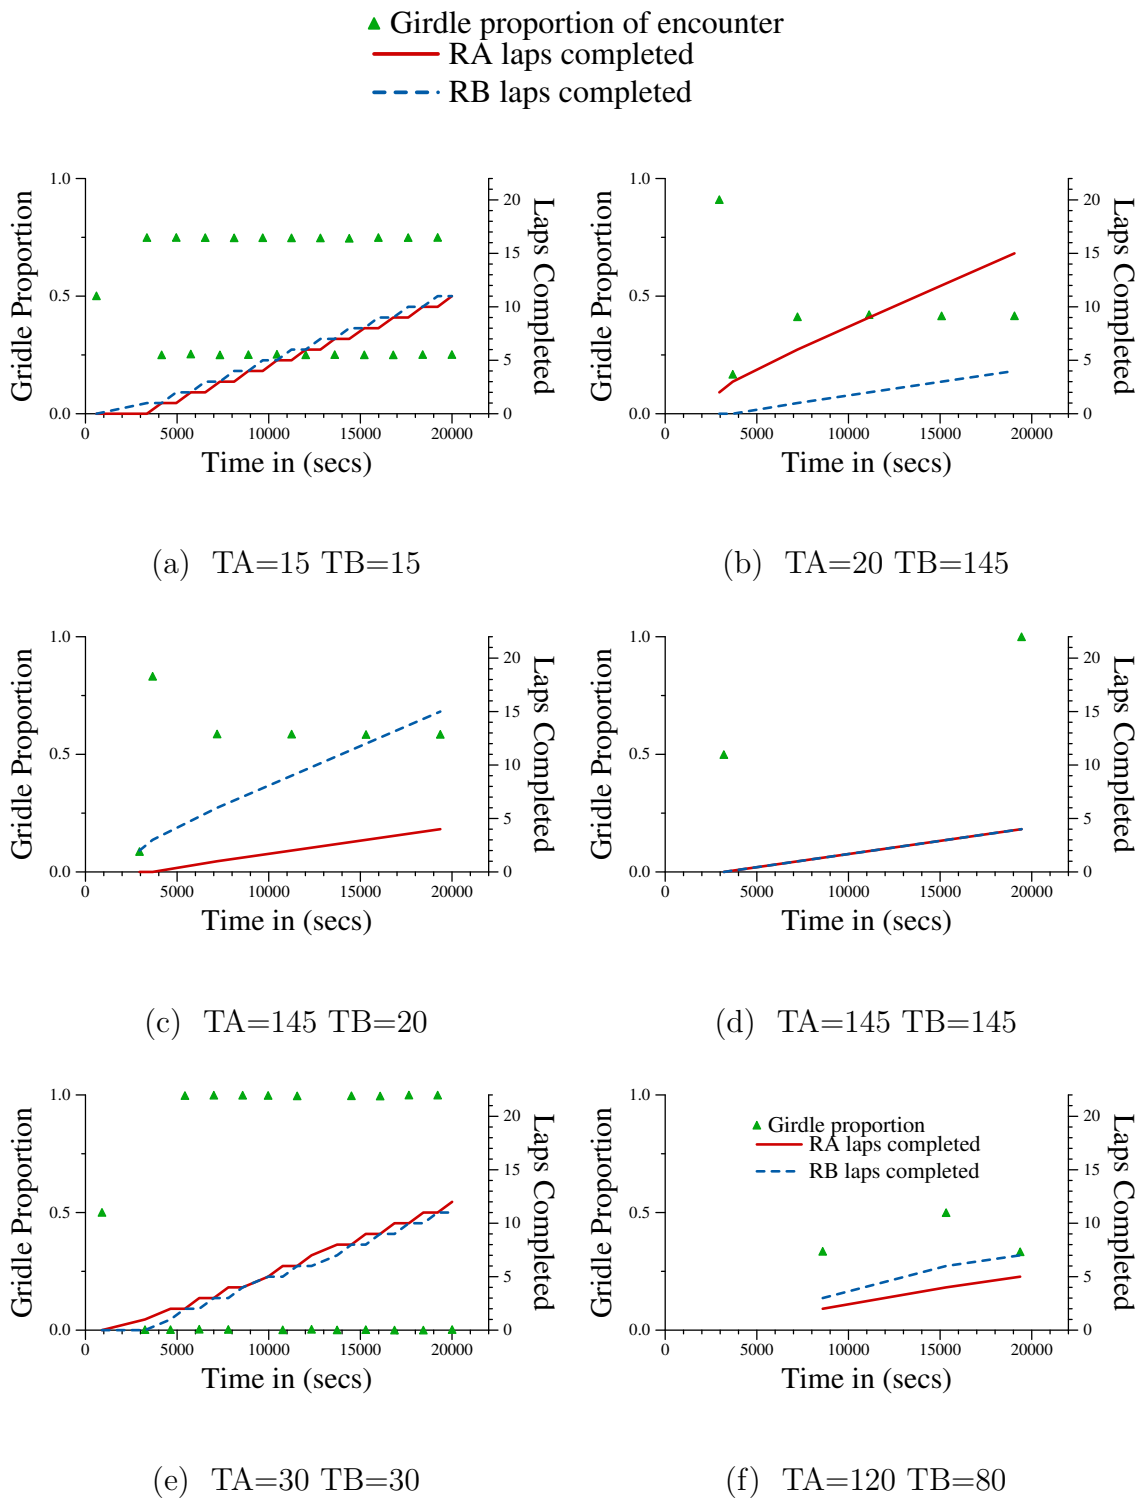 Girdle proportion of encounter
RA laps completed
RB laps completed
1.0
0.5
0.0
Gridle Proportion
0 5000 10000 15000 20000
Time in (secs)
20
15
10
5
0
Laps Completed
(a) TA=15 TB=15
1.0
0.5
0.0
Gridle Proportion
0 5000 10000 15000 20000
Time in (secs)
20
15
10
5
0
Laps Completed
(b) TA=20 TB=145
1.0
0.5
0.0
Gridle Proportion
0 5000 10000 15000 20000
Time in (secs)
20
15
10
5
0
Laps Completed
(c) TA=145 TB=20
1.0
0.5
0.0
Gridle Proportion
0 5000 10000 15000 20000
Time in (secs)
20
15
10
5
0
Laps Completed
(d) TA=145 TB=145
1.0
0.5
0.0
Gridle Proportion
0 5000 10000 15000 20000
Time in (secs)
20
15
10
5
0
Laps Completed
(e) TA=30 TB=30
1.0
0.5
0.0
Gridle Proportion
Girdle proportion
RA laps completed
RB laps completed
0 5000 10000 15000 20000
Time in (secs)
20
15
10
5
0
Laps Completed
(f) TA=120 TB=80